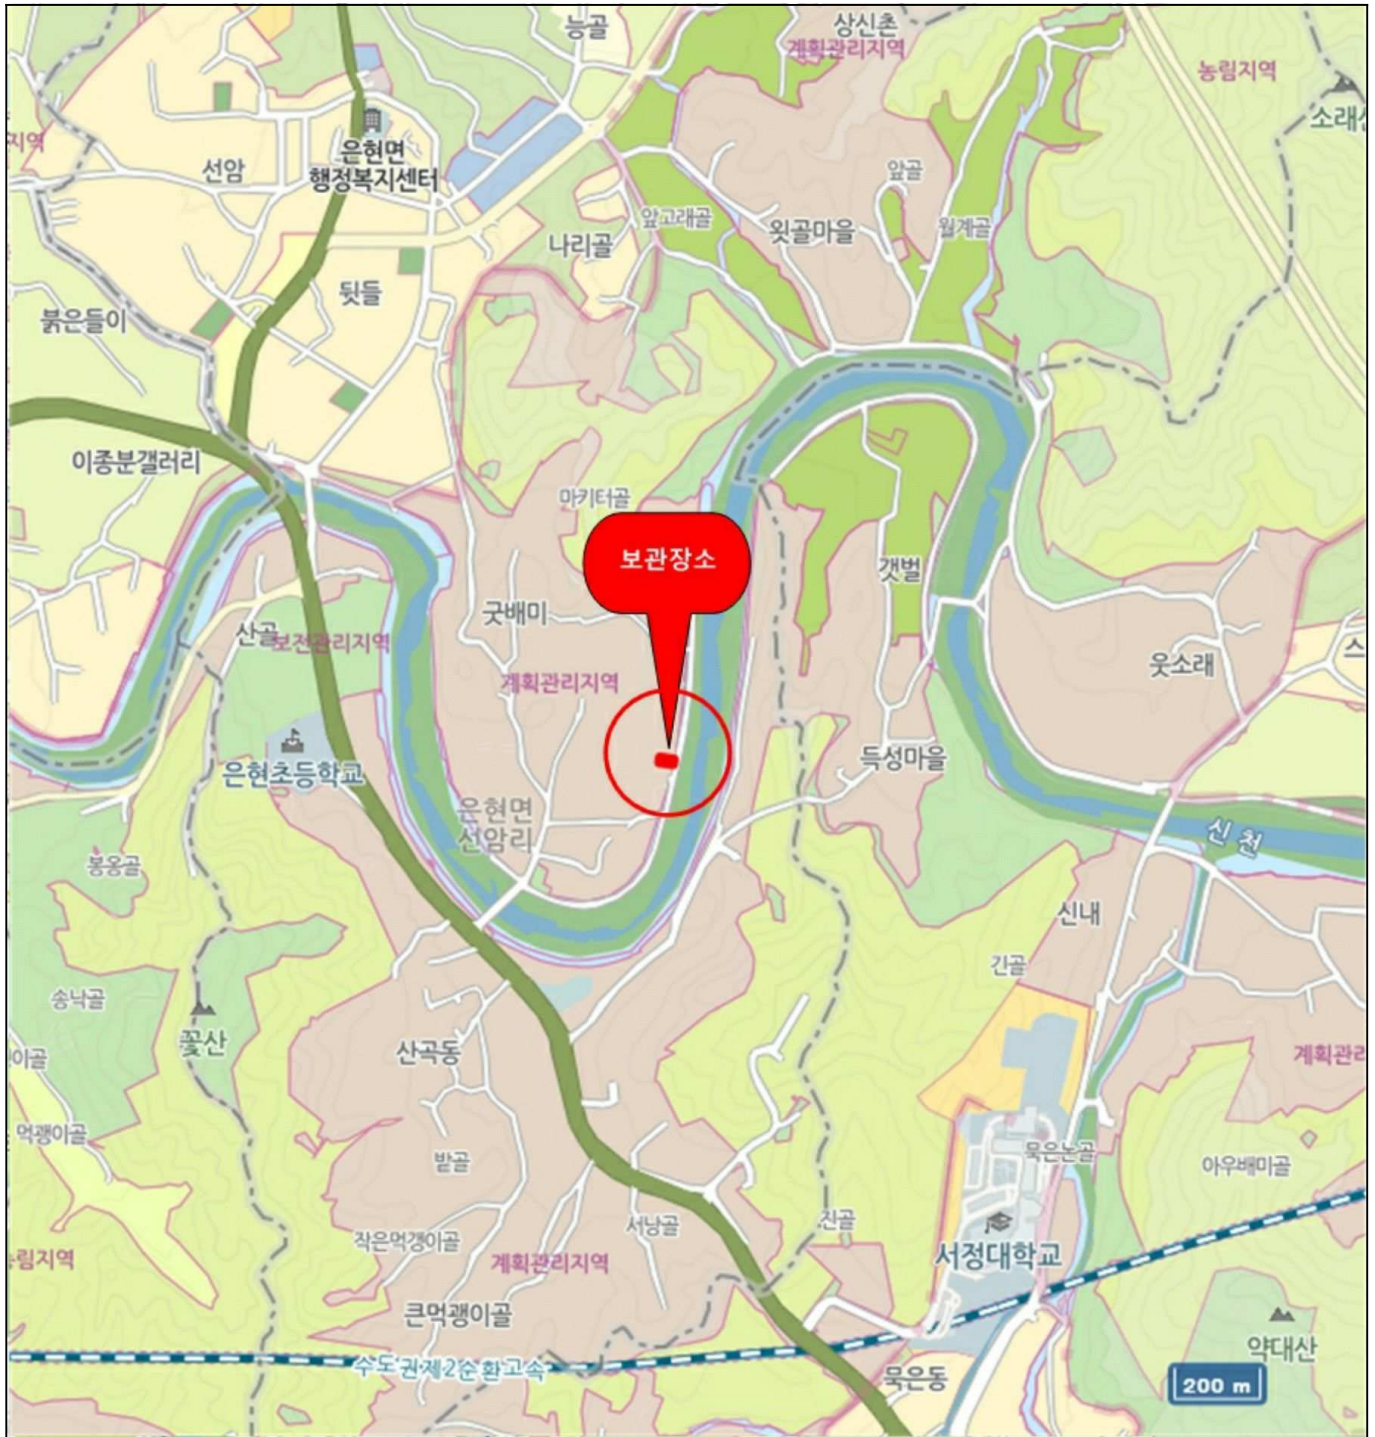 능골
상신촌
계획관리지역
농림지역
지역
은현면
행정복지센터
선암
앞골
앞고래골
윗골마을
월계골
나리골
뒷들
붉은들이
이종분갤러리
마키터골
보관장소
갯벌
굿배미
산골
보전관리지역
계획관리지역
웃소래
스
은현초등학교
득성마을
은현면
선암리
신 천
봉옹골
신내
긴골
송낙골
꽃산
산곡동
이골
계획관리
먹괭이골
밭골
묵은논골
아우배미골
서낭골
진골
작은먹갱이골
서정대학교
림지역
계획관리지역
큰먹괭이골
약대산
수도권제2순환고속
묵은동
200 m